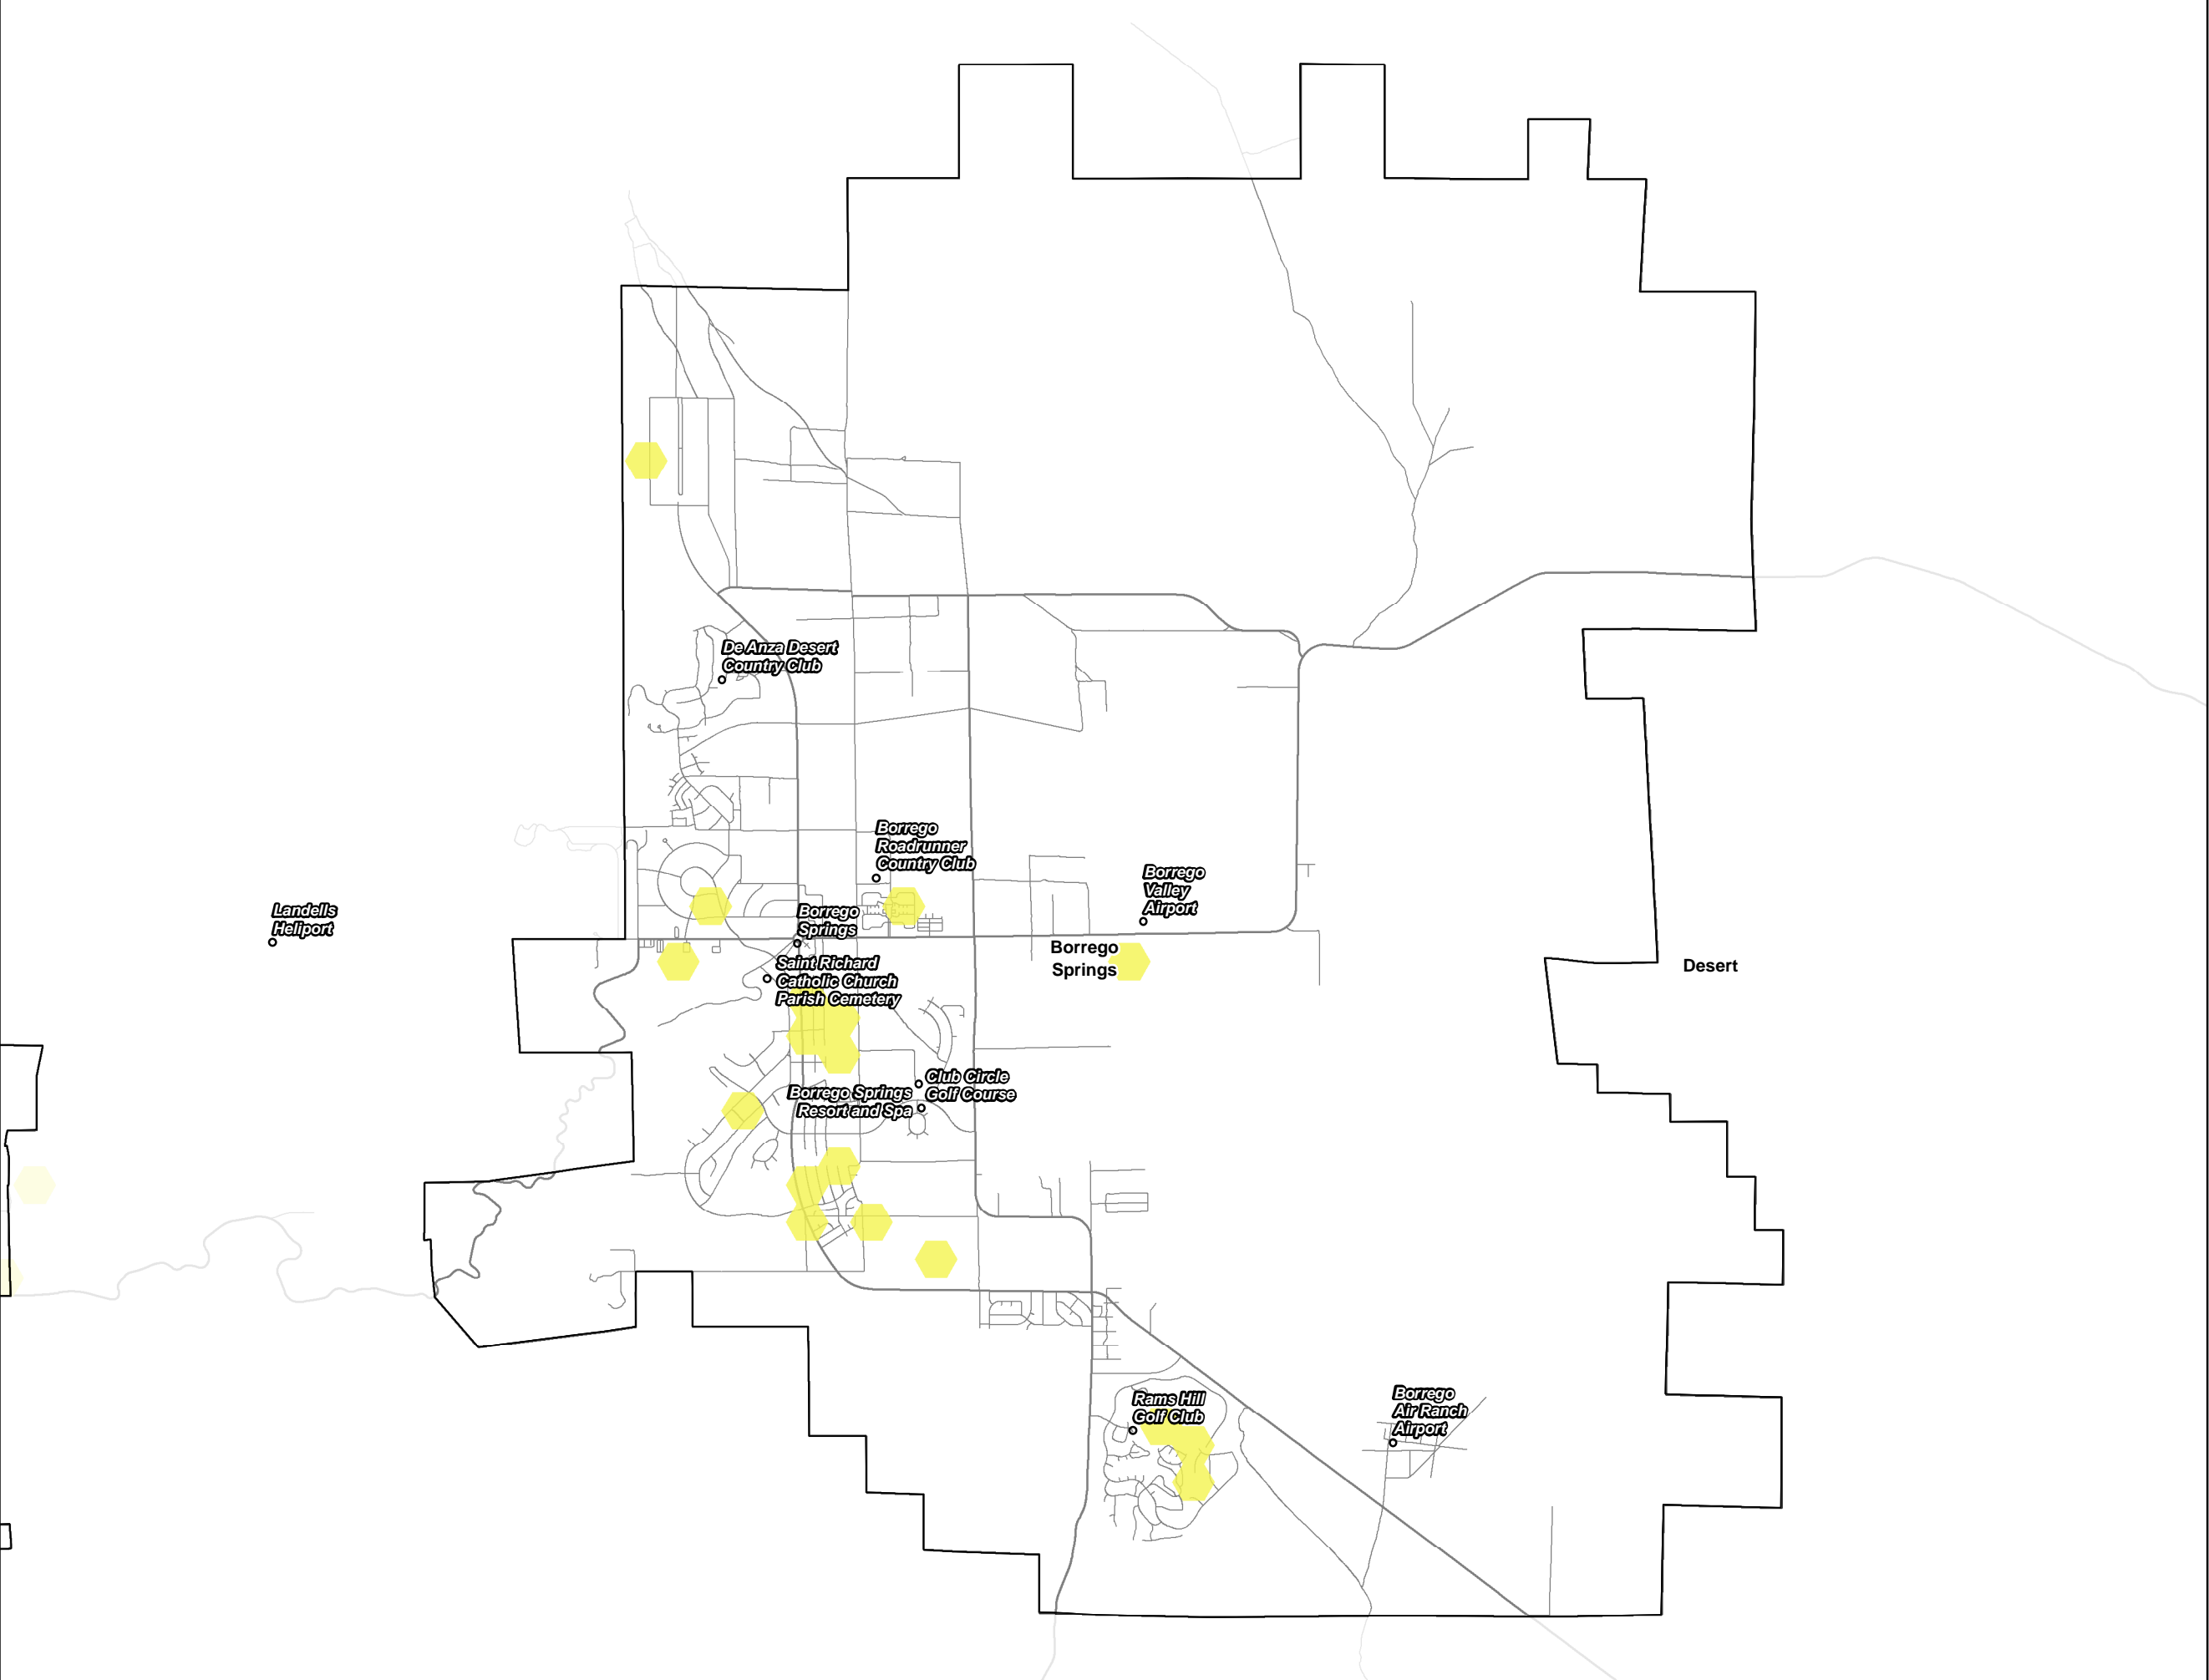 De Anza Desert
Country Club
Borrego
Roadrunner
Country Club
Borrego
Valley
Airport
Landells
Heliport
Borrego
Springs
Borrego
Springs
Desert
Saint Richard
Catholic Church
Parish Cemetery
Club Circle
Golf Course
Borrego Springs
Resort and Spa
Rams Hill
Golf Club
Borrego
Air Ranch
Airport